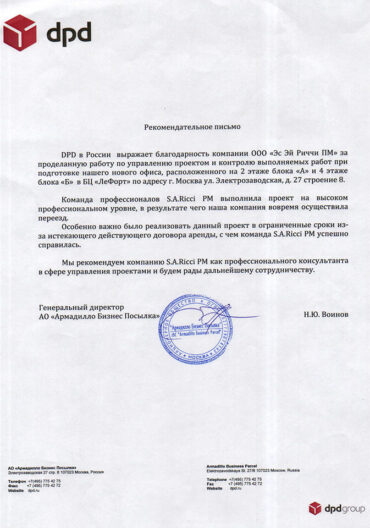 dpd
Рекомендательное письмо
DPD в России выражает благодарность компании ООО «Эс Эй Риччи ПМ» за
проделанную работу по управлению проектом и контролю выполняемых работ при
подготовке нашего нового офиса, расположенного на 2 этаже блока «А» и 4 этаже
блока «Б» в БЦ «ЛеФорт» по адресу г. Москва ул. Электрозаводская, д. 27 строение 8.
Команда профессионалов S.A.Ricci PM выполнила проект на высоком
профессиональном уровне, в результате чего наша компания вовремя осуществила
переезд.
Особенно важно было реализовать данный проект в ограниченные сроки из-
за истекающего действующего договора аренды, с чем команда S.A.Ricci PM успешно
справилась.
Мы рекомендуем компанию S.A.Ricci PM как профессионального консультанта
в сфере управления проектами и будем рады дальнейшему сотрудничеству.
Генеральный директор
АО «Армадилло Бизнес Посылка»
Н.Ю. Воинов
"Армадилло Бизнес Посылка"
JSC "Armadillo Business Parcel"
МОСКВА
АО «Армадилло Бизнес Посылка»
Электрозаводская 27 стр. 8 107023 Москва, Россия
Телефон +7(495) 775 42 75
Факс +7 (495) 775 42 72
Website dpd.ru
Armadillo Business Parcel
Elektrozavodskaya St. 27/8 107023 Moscow, Russia
Telephone +7(495) 775 42 75
Fax +7 (495) 775 42 72
Website dpd.ru
dpdgroup